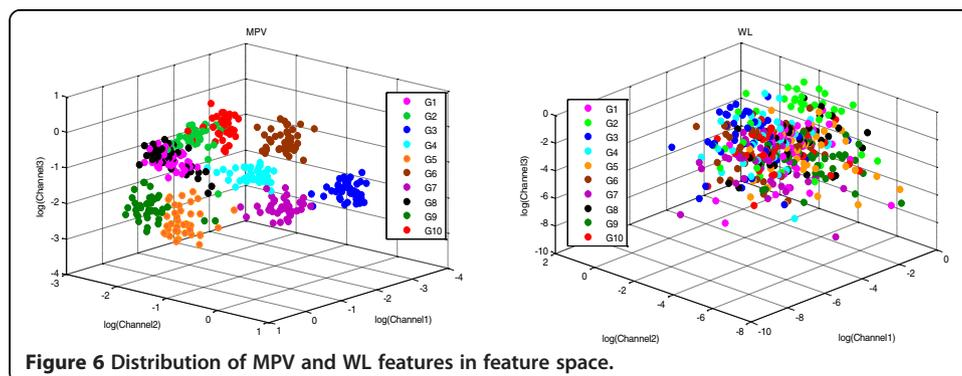 MPV
1
0
-1
-2
-3
-4
log(Channel3)
-3
-2
-1
0
1
log(Channel2)
1
0
-1
-2
-3
-4
log(Channel1)
G1
G2
G3
G4
G5
G6
G7
G8
G9
G10
WL
0
-2
-4
-6
-8
-10
log(Channel3)
2
0
-2
-4
-6
-8
log(Channel2)
-10
-8
-6
-4
-2
0
log(Channel1)
G1
G2
G3
G4
G5
G6
G7
G8
G9
G10
Figure 6 Distribution of MPV and WL features in feature space.